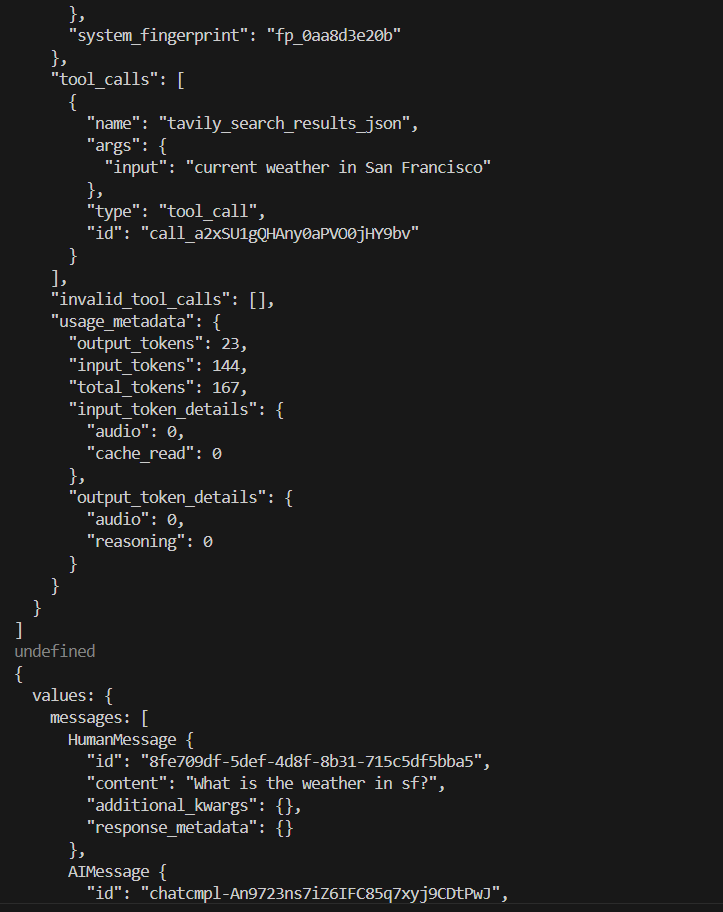 },
"system_fingerprint": "fp_0aa8d3e20b"
},
"tool_calls": [
{
"name": "tavily_search_results_json",
"args": {
"input": "current weather in San Francisco"
},
"type": "tool_call",
"id": "call_a2xSU1gQHAny0aPVO0jHY9bv"
}
],
"invalid_tool_calls": [],
"usage_metadata": {
"output_tokens": 23,
"input_tokens": 144,
"total_tokens": 167,
"input_token_details": {
"audio": 0,
"cache_read": 0
},
"output_token_details": {
"audio": 0,
"reasoning": 0
}
}
}
]
undefined
{
values: {
messages: [
HumanMessage {
"id": "8fe709df-5def-4d8f-8b31-715c5df5bba5",
"content": "What is the weather in sf?",
"additional_kwargs": {},
"response_metadata": {}
},
AIMessage {
"id": "chatcmpl-An9723ns7iZ6IFC85q7xyj9CDtPwJ",